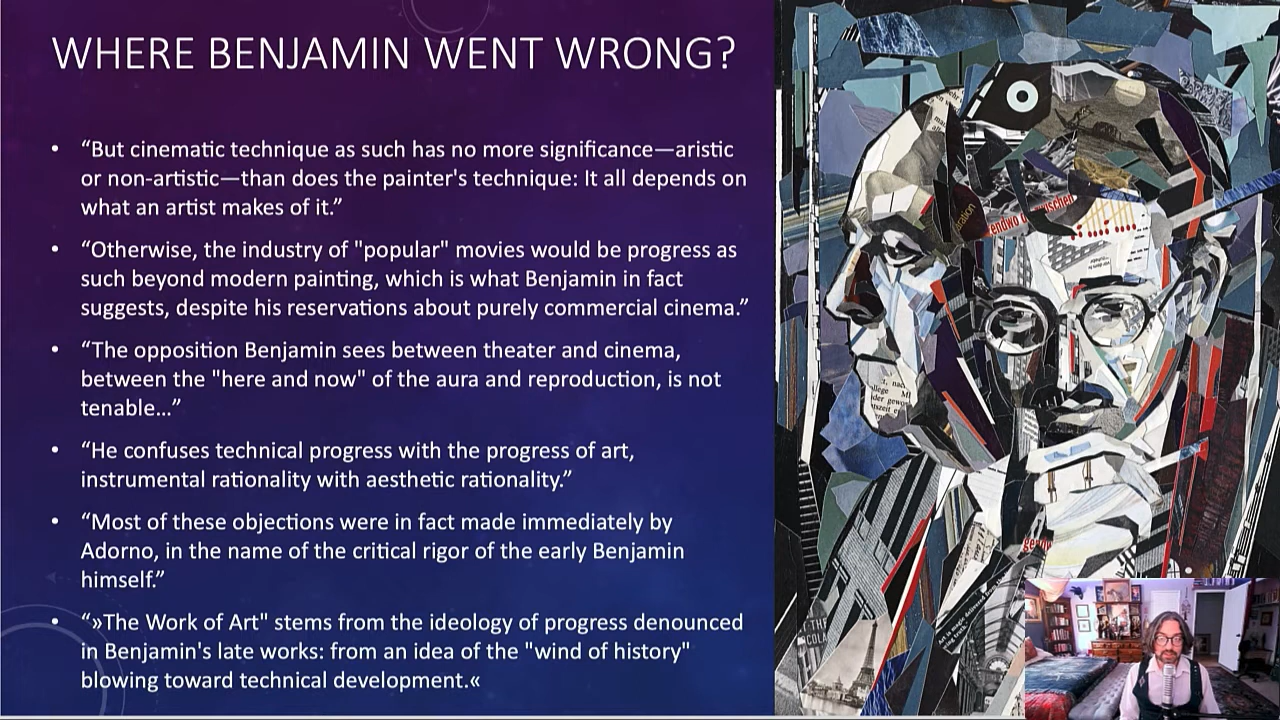 WHERE BENJAMIN WENT WRONG?
• “But cinematic technique as such has no more significance—aristic
or non-artistic—than does the painter's technique: It all depends on
what an artist makes of it.”
• “Otherwise, the industry of "popular" movies would be progress as
such beyond modern painting, which is what Benjamin in fact
suggests, despite his reservations about purely commercial cinema.”
• “The opposition Benjamin sees between theater and cinema,
between the "here and now" of the aura and reproduction, is not
tenable…”
• “He confuses technical progress with the progress of art,
instrumental rationality with aesthetic rationality.”
• “Most of these objections were in fact made immediately by
Adorno, in the name of the critical rigor of the early Benjamin
himself.”
• “»The Work of Art" stems from the ideology of progress denounced
in Benjamin's late works: from an idea of the "wind of history"
blowing toward technical development.«